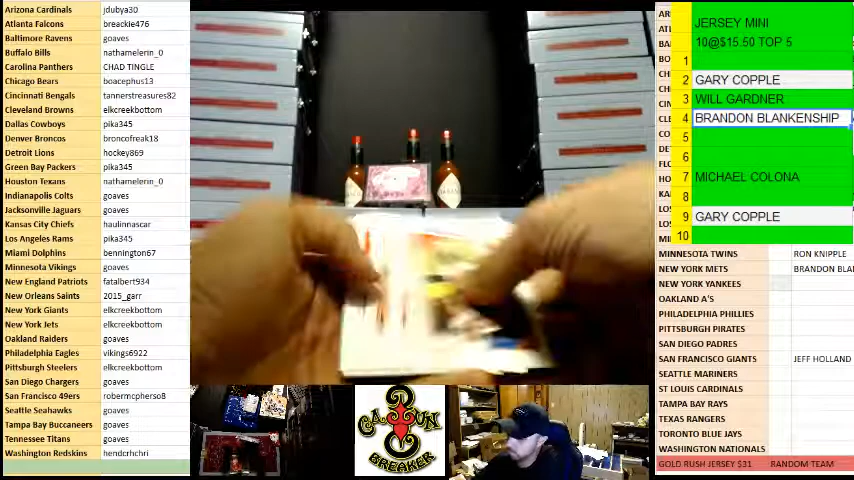 Arizona Cardinals jdubya30
Atlanta Falcons breackie476
Baltimore Ravens goaves
Buffalo Bills nathamelerin_0
Carolina Panthers CHAD TINGLE
Chicago Bears boacephus13
Cincinnati Bengals tannerstreasures82
Cleveland Browns elkcreekbottom
Dallas Cowboys pika345
Denver Broncos broncofreak18
Detroit Lions hockey869
Green Bay Packers pika345
Houston Texans nathamelerin_0
Indianapolis Colts goaves
Jacksonville Jaguars goaves
Kansas City Chiefs haulinnascar
Los Angeles Rams pika345
Miami Dolphins bennington67
Minnesota Vikings goaves
New England Patriots fatalbert934
New Orleans Saints 2015_garr
New York Giants elkcreekbottom
New York Jets elkcreekbottom
Oakland Raiders goaves
Philadelphia Eagles vikings6922
Pittsburgh Steelers elkcreekbottom
San Diego Chargers goaves
San Francisco 49ers robermcphers8
Seattle Seahawks goaves
Tampa Bay Buccaneers goaves
Tennessee Titans goaves
Washington Redskins henderhchri
CAJUN
BREAKER
JERSEY MINI
10@$15.50 TOP 5
1
2 GARY COPPLE
3 WILL GARDNER
4 BRANDON BLANKENSHIP
5
6
7 MICHAEL COLONA
8
9 GARY COPPLE
10
MINNESOTA TWINS RON KNIPPLE
NEW YORK METS BRANDON BLA
NEW YORK YANKEES
OAKLAND A'S
PHILADELPHIA PHILLIES
PITTSBURGH PIRATES
SAN DIEGO PADRES
SAN FRANCISCO GIANTS JEFF HOLLAND
SEATTLE MARINERS
ST LOUIS CARDINALS
TAMPA BAY RAYS
TEXAS RANGERS
TORONTO BLUE JAYS
WASHINGTON NATIONALS
GOLD RUSH JERSEY $31 RANDOM TEAM